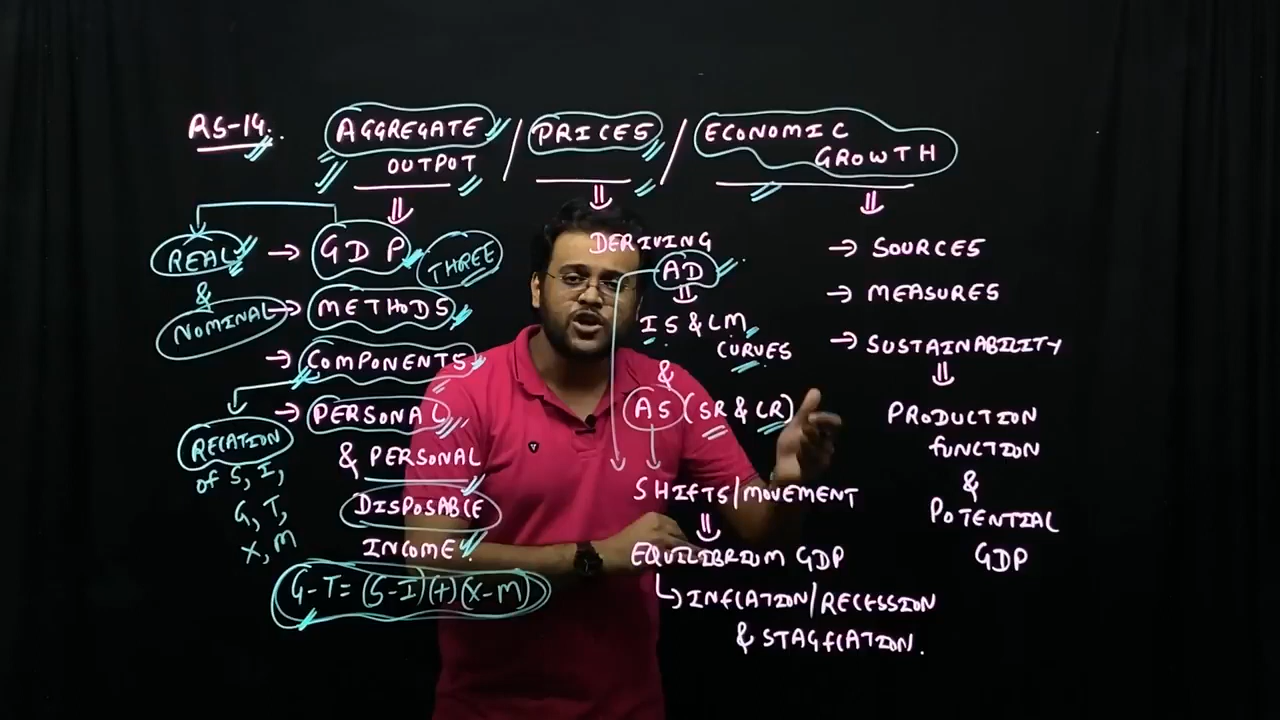 RS-14..
AGGREGATE / PRICES / ECONOMIC
OUTPUT
GROWTH
REAL
&
NOMINAL
→ GDP
THREE
→ METHODS
→ COMPONENTS
RELATION
of S, I,
G, T,
X, M
→ PERSONAL
& PERSONAL
DISPOSABLE
INCOME
G-T = (S-I)(+)(X-M)
DERIVING
AD
IS & LM
CURVES
&
AS (SR & LR)
SHIFTS/MOVEMENT
EQUILIBRIUM GDP
INFLATION/RECESSION
& STAGFLATION.
→ SOURCES
→ MEASURES
→ SUSTAINABILITY
PRODUCTION
FUNCTION
&
POTENTIAL
GDP